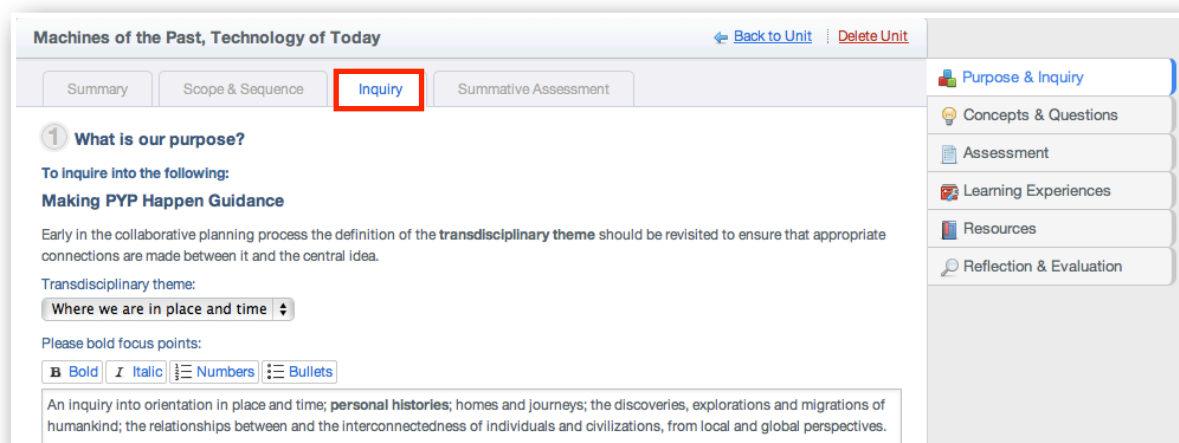 Machines of the Past, Technology of Today
Back to Unit
Delete Unit
Summary
Scope & Sequence
Inquiry
Summative Assessment
1 What is our purpose?
To inquire into the following:
Making PYP Happen Guidance
Early in the collaborative planning process the definition of the transdisciplinary theme should be revisited to ensure that appropriate
connections are made between it and the central idea.
Transdisciplinary theme:
Where we are in place and time
Please bold focus points:
B Bold
I Italic
Numbers
Bullets
An inquiry into orientation in place and time; personal histories; homes and journeys; the discoveries, explorations and migrations of
humankind; the relationships between and the interconnectedness of individuals and civilizations, from local and global perspectives.
Purpose & Inquiry
Concepts & Questions
Assessment
Learning Experiences
Resources
Reflection & Evaluation